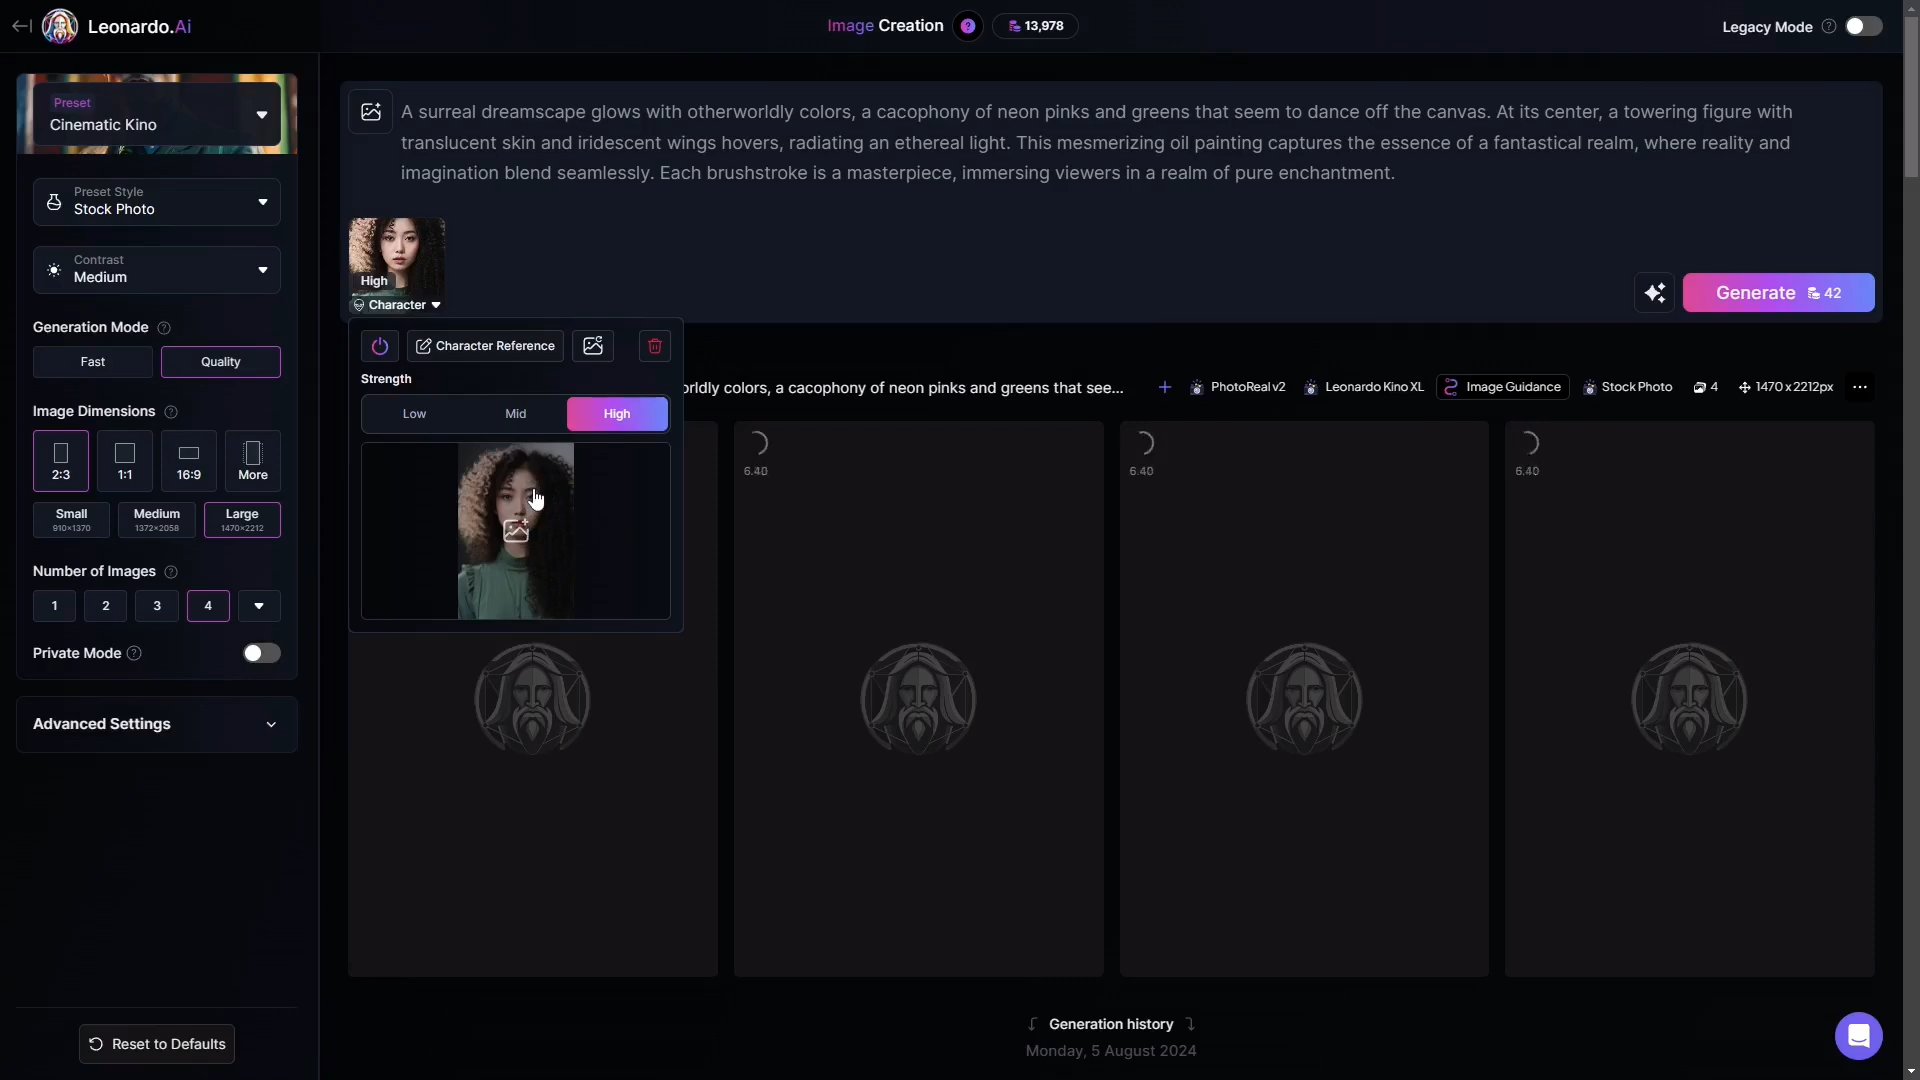 Leonardo.Ai
Image Creation
?
13,978
Legacy Mode ?
Preset
Cinematic Kino
Preset Style
Stock Photo
Contrast
Medium
Generation Mode ?
Fast
Quality
Image Dimensions ?
2:3
1:1
16:9
More
Small
910×1370
Medium
1372×2058
Large
1470×2212
Number of Images ?
1
2
3
4
Private Mode ?
Advanced Settings
Reset to Defaults
A surreal dreamscape glows with otherworldly colors, a cacophony of neon pinks and greens that seem to dance off the canvas. At its center, a towering figure with
translucent skin and iridescent wings hovers, radiating an ethereal light. This mesmerizing oil painting captures the essence of a fantastical realm, where reality and
imagination blend seamlessly. Each brushstroke is a masterpiece, immersing viewers in a realm of pure enchantment.
High
Character
Generate 42
Character Reference
Strength
Low
Mid
High
orldly colors, a cacophony of neon pinks and greens that see...
PhotoReal v2
Leonardo Kino XL
Image Guidance
Stock Photo
4
1470 x 2212px
6.40
6.40
6.40
Generation history
Monday, 5 August 2024